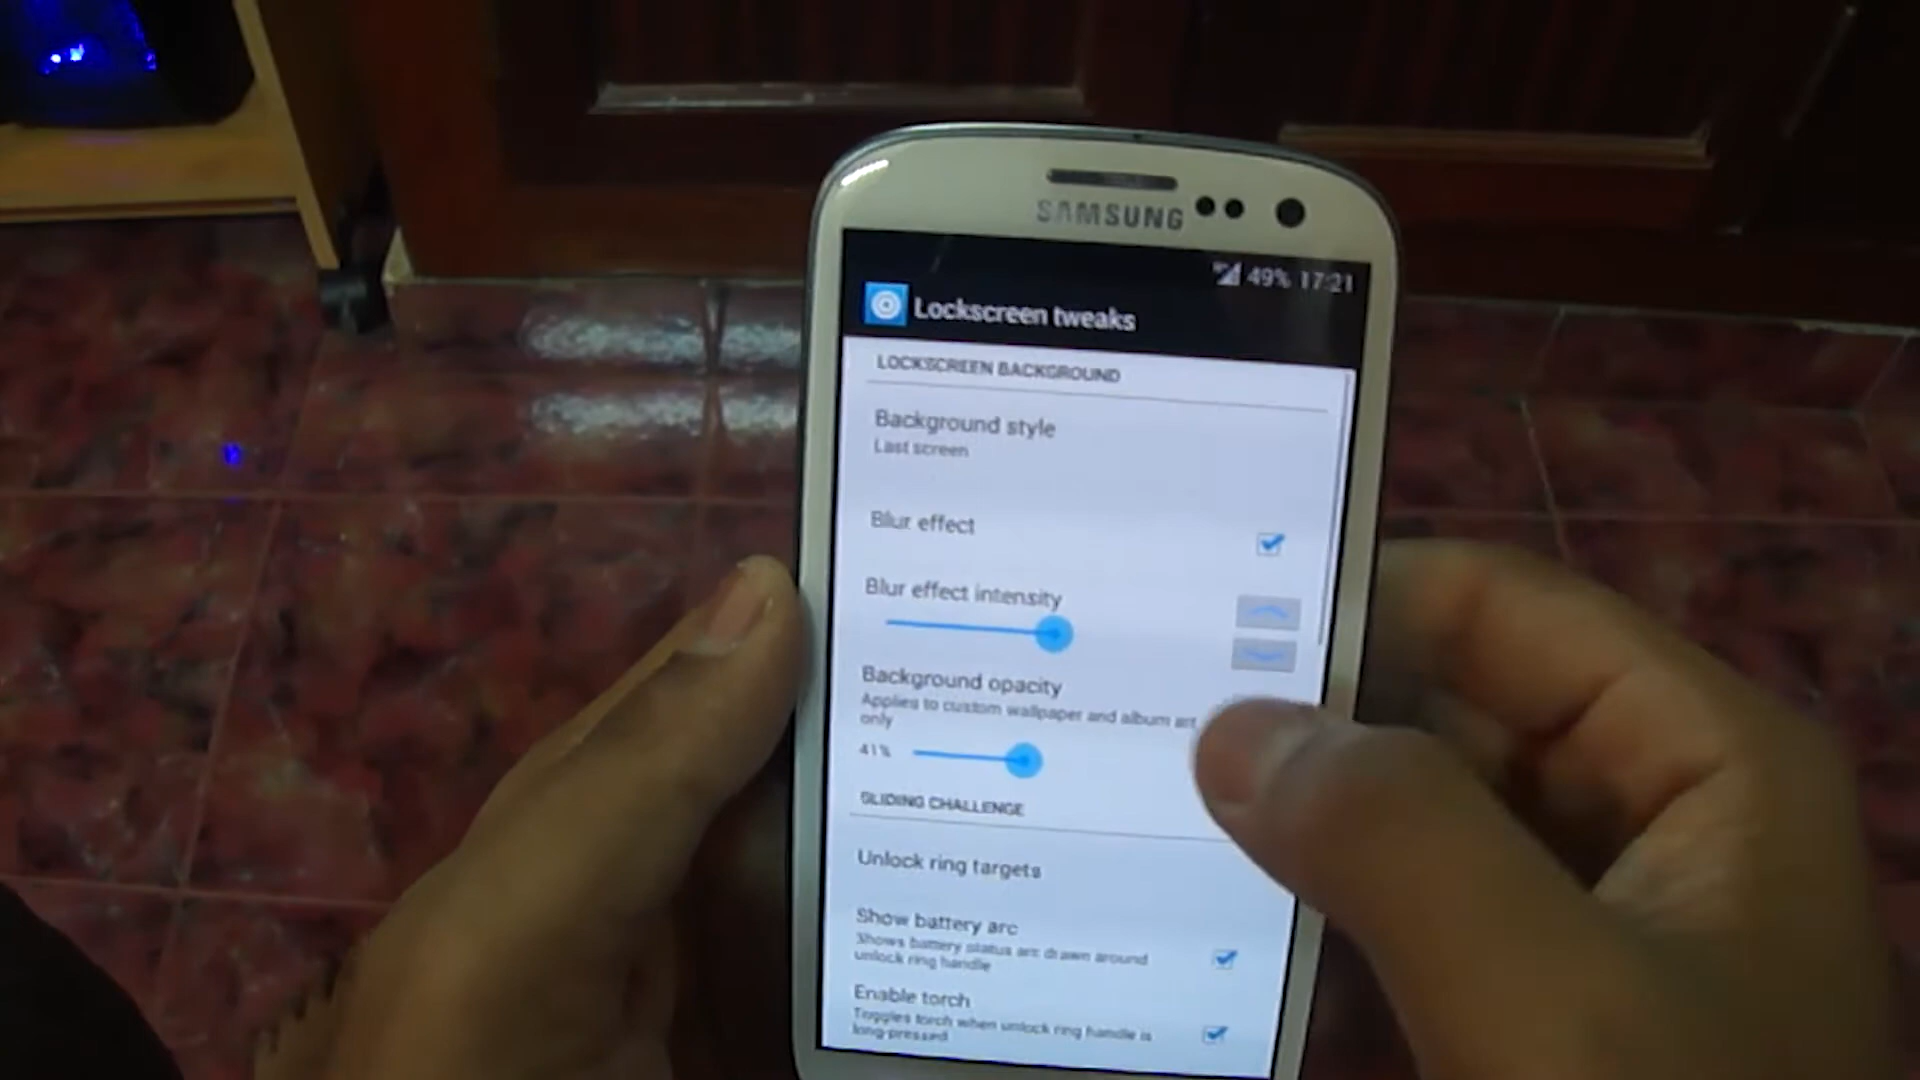 SAMSUNG
49% 17:21
Lockscreen tweaks
LOCKSCREEN BACKGROUND
Background style
Last screen
Blur effect
Blur effect intensity
Background opacity
Applies to custom wallpaper and album art
only
41%
SLIDING CHALLENGE
Unlock ring targets
Show battery arc
Shows battery status arc drawn around
unlock ring handle
Enable torch
Toggles torch when unlock ring handle is
long-pressed